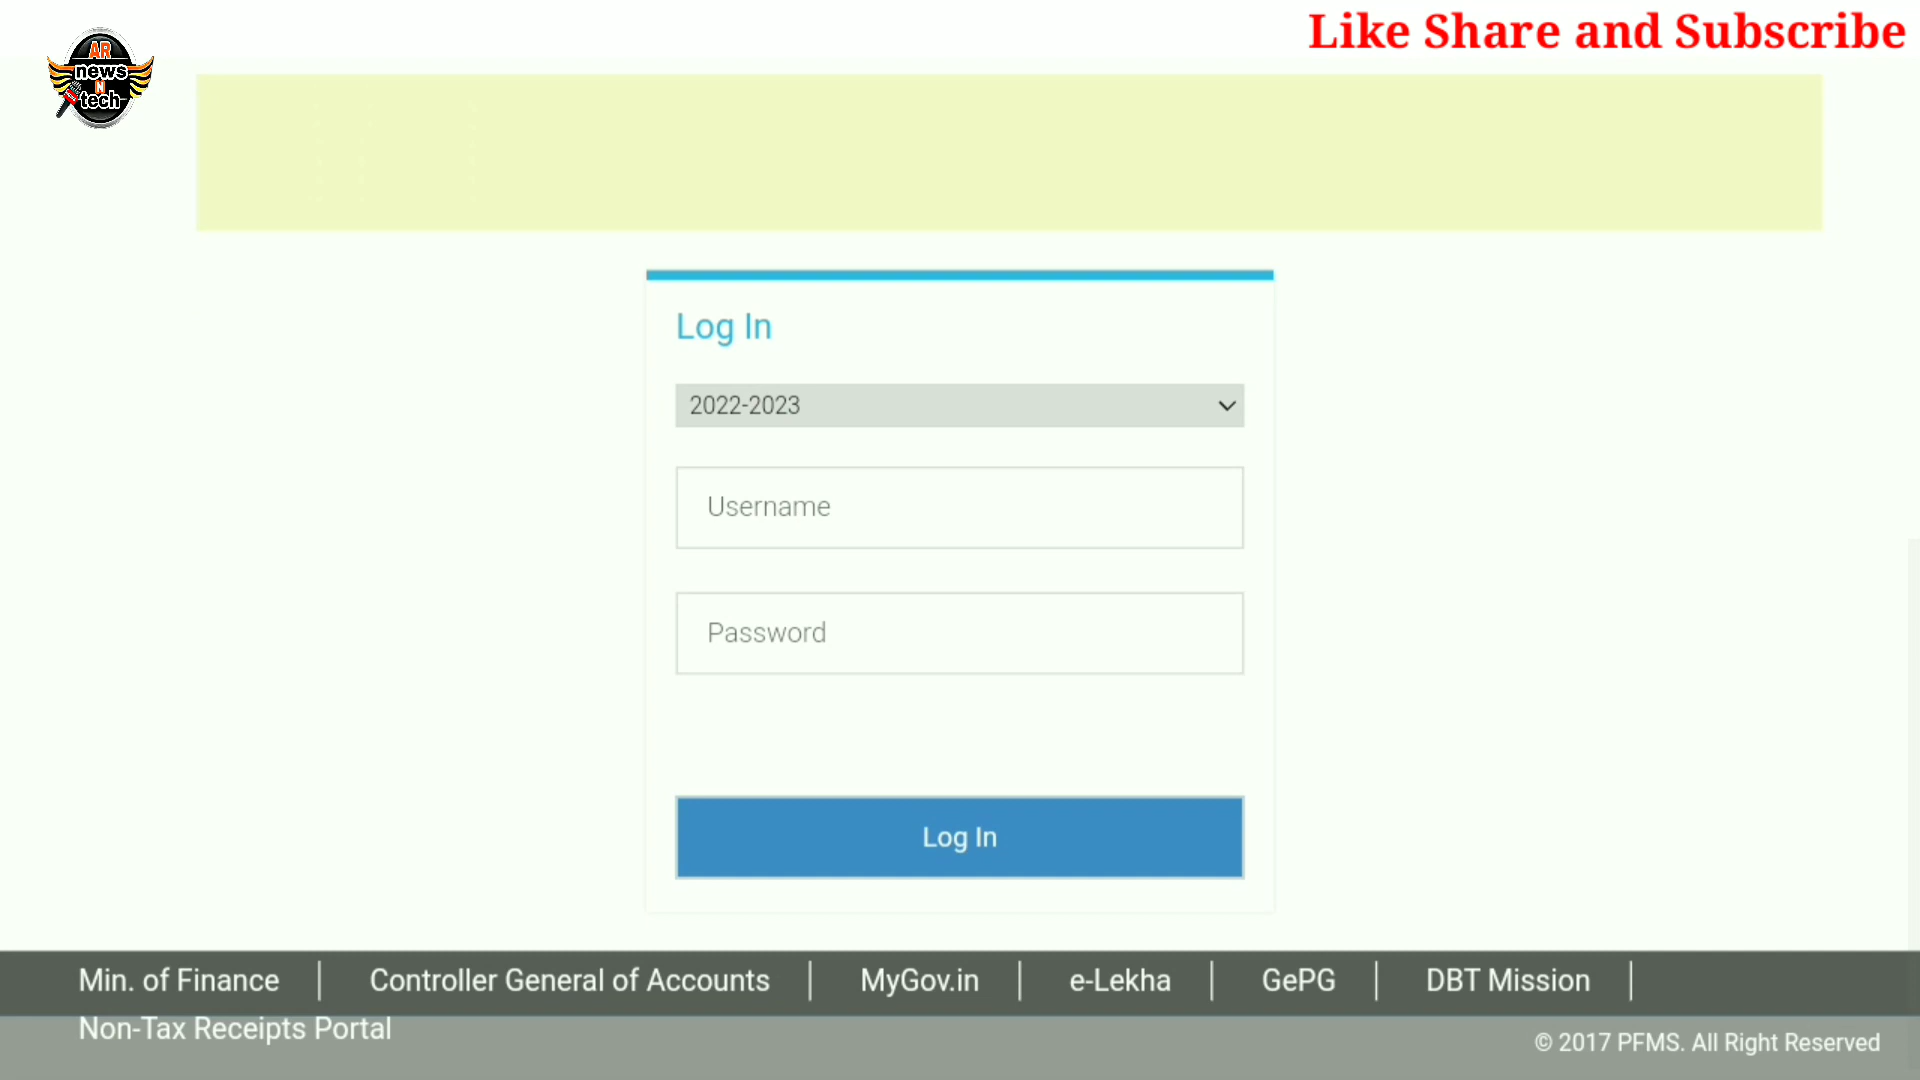 Like Share and Subscribe
AR
news
N
tech
Log In
2022-2023
Username
Password
Log In
Min. of Finance
Controller General of Accounts
MyGov.in
e-Lekha
GePG
DBT Mission
Non-Tax Receipts Portal
© 2017 PFMS. All Right Reserved